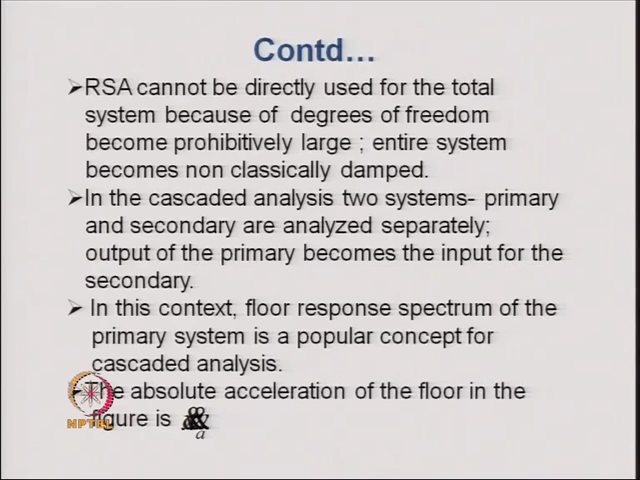 Contd...
➢RSA cannot be directly used for the total
system because of degrees of freedom
become prohibitively large ; entire system
becomes non classically damped.
➢In the cascaded analysis two systems- primary
and secondary are analyzed separately;
output of the primary becomes the input for the
secondary.
➢ In this context, floor response spectrum of the
primary system is a popular concept for
cascaded analysis.
➢The absolute acceleration of the floor in the
figure is
a
NPTEL